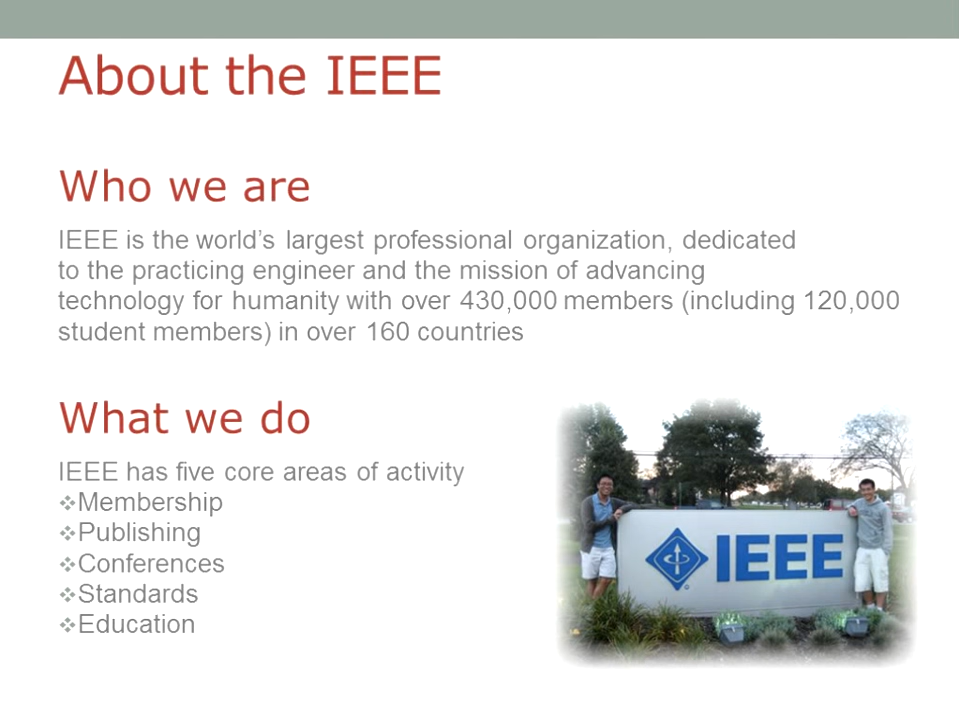 About the IEEE
Who we are
IEEE is the world’s largest professional organization, dedicated
to the practicing engineer and the mission of advancing
technology for humanity with over 430,000 members (including 120,000
student members) in over 160 countries
What we do
IEEE has five core areas of activity
❖Membership
❖Publishing
❖Conferences
❖Standards
❖Education
IEEE